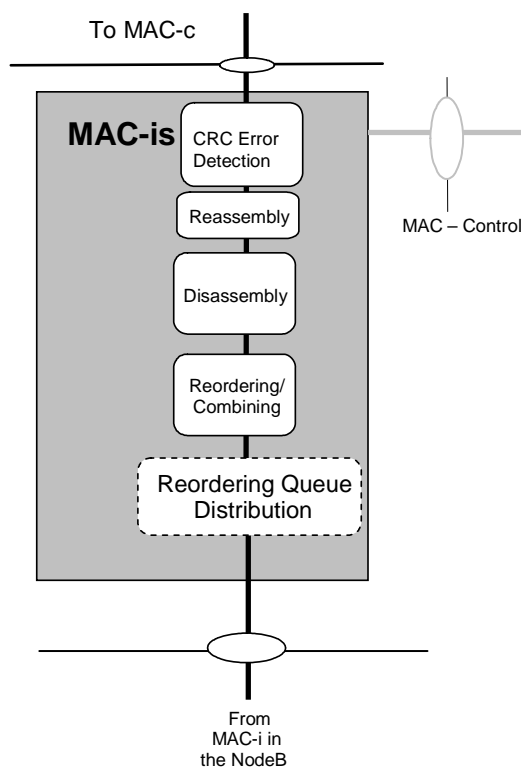 To MAC-c
MAC-is
CRC Error
Detection
Reassembly
MAC – Control
Disassembly
Reordering/
Combining
Reordering Queue
Distribution
From
MAC-i in
the NodeB